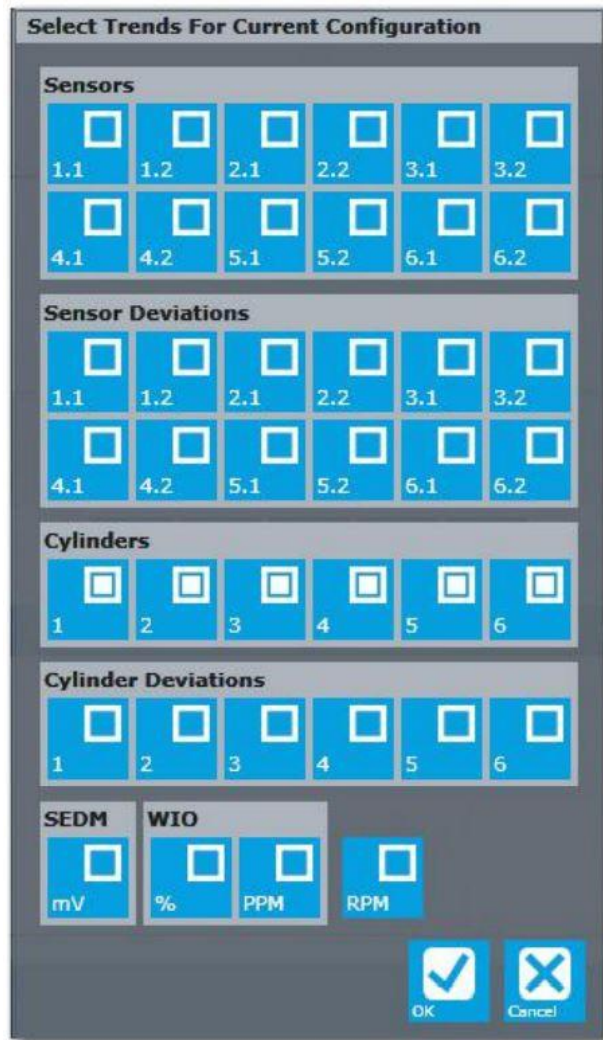 Select Trends For Current Configuration
Sensors
1.1 1.2 2.1 2.2 3.1 3.2
4.1 4.2 5.1 5.2 6.1 6.2
Sensor Deviations
1.1 1.2 2.1 2.2 3.1 3.2
4.1 4.2 5.1 5.2 6.1 6.2
Cylinders
1 2 3 4 5 6
Cylinder Deviations
1 2 3 4 5 6
SEDM WIO
mV % PPM RPM
OK Cancel